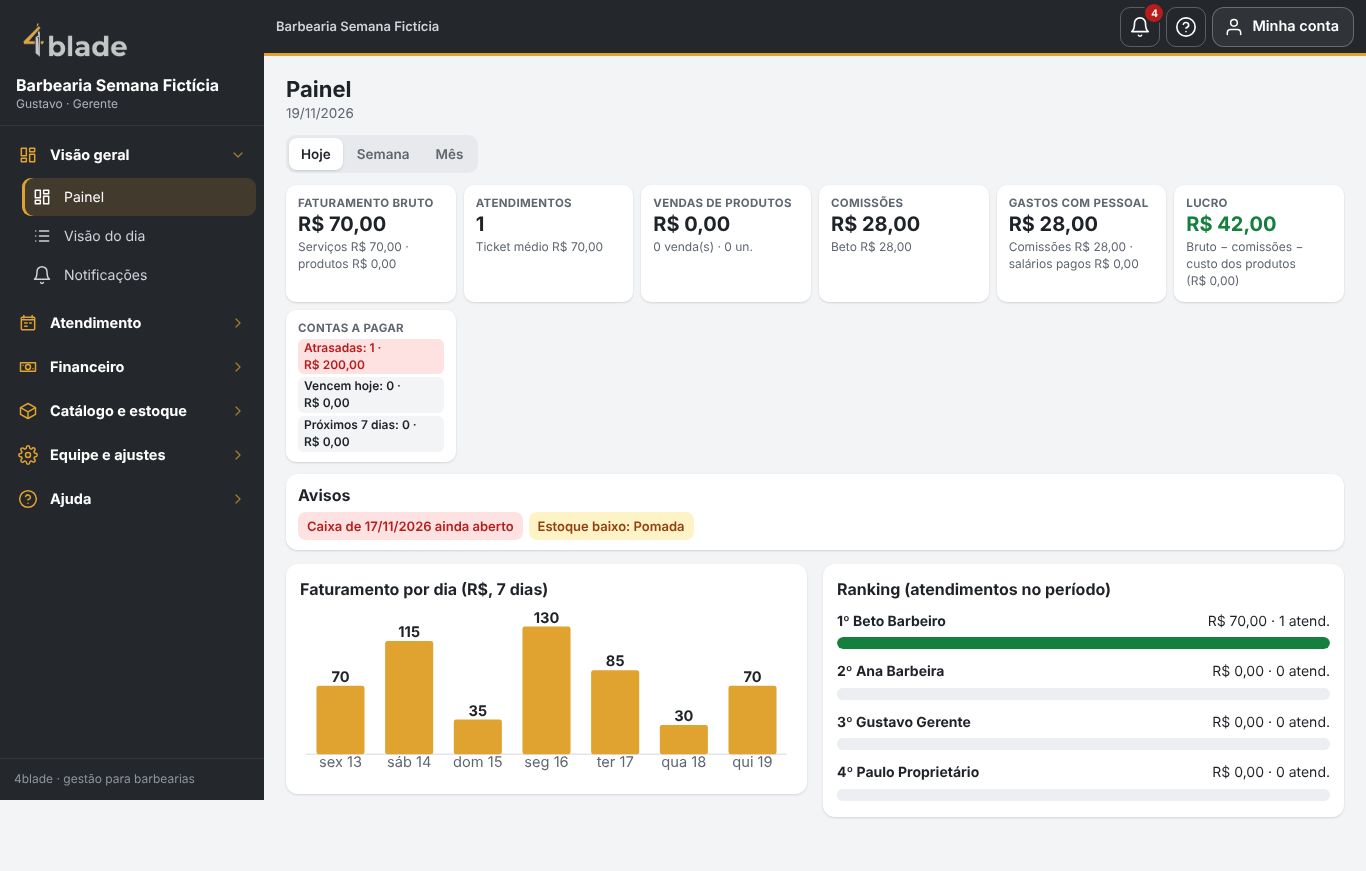 4blade
Barbearia Semana Fictícia
Gustavo · Gerente
Visão geral
Painel
Visão do dia
Notificações
Atendimento
Financeiro
Catálogo e estoque
Equipe e ajustes
Ajuda
4blade · gestão para barbearias
Barbearia Semana Fictícia
4
Minha conta
Painel
19/11/2026
Hoje
Semana
Mês
FATURAMENTO BRUTO
R$ 70,00
Serviços R$ 70,00 ·
produtos R$ 0,00
ATENDIMENTOS
1
Ticket médio R$ 70,00
VENDAS DE PRODUTOS
R$ 0,00
0 venda(s) · 0 un.
COMISSÕES
R$ 28,00
Beto R$ 28,00
GASTOS COM PESSOAL
R$ 28,00
Comissões R$ 28,00 ·
salários pagos R$ 0,00
LUCRO
R$ 42,00
Bruto − comissões −
custo dos produtos
(R$ 0,00)
CONTAS A PAGAR
Atrasadas: 1 ·
R$ 200,00
Vencem hoje: 0 ·
R$ 0,00
Próximos 7 dias: 0 ·
R$ 0,00
Avisos
Caixa de 17/11/2026 ainda aberto
Estoque baixo: Pomada
Faturamento por dia (R$, 7 dias)
70
115
35
130
85
30
70
sex 13
sáb 14
dom 15
seg 16
ter 17
qua 18
qui 19
Ranking (atendimentos no período)
1º Beto Barbeiro R$ 70,00 · 1 atend.
2º Ana Barbeira R$ 0,00 · 0 atend.
3º Gustavo Gerente R$ 0,00 · 0 atend.
4º Paulo Proprietário R$ 0,00 · 0 atend.